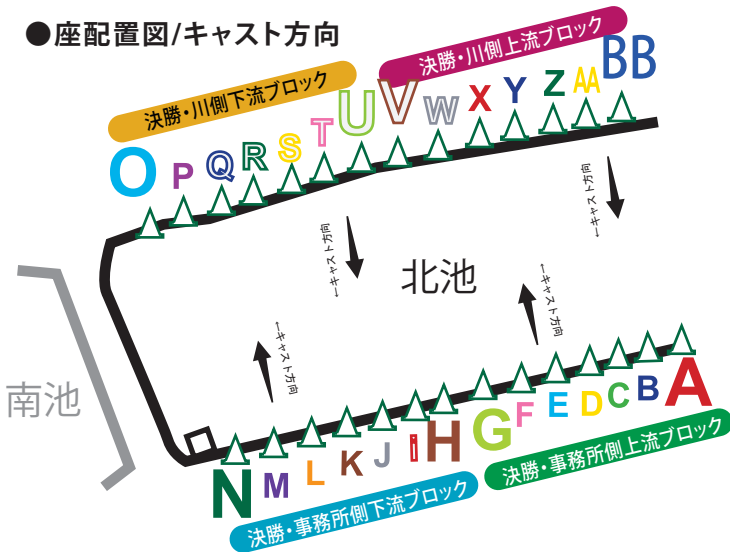 ●座配置図/キャスト方向
決勝・川側上流ブロック
決勝・川側下流ブロック
O P Q R S T U V W X Y Z AA BB
←キャスト方向
←キャスト方向
北池
←キャスト方向
←キャスト方向
南池
N M L K J I H G F E D C B A
決勝・事務所側上流ブロック
決勝・事務所側下流ブロック